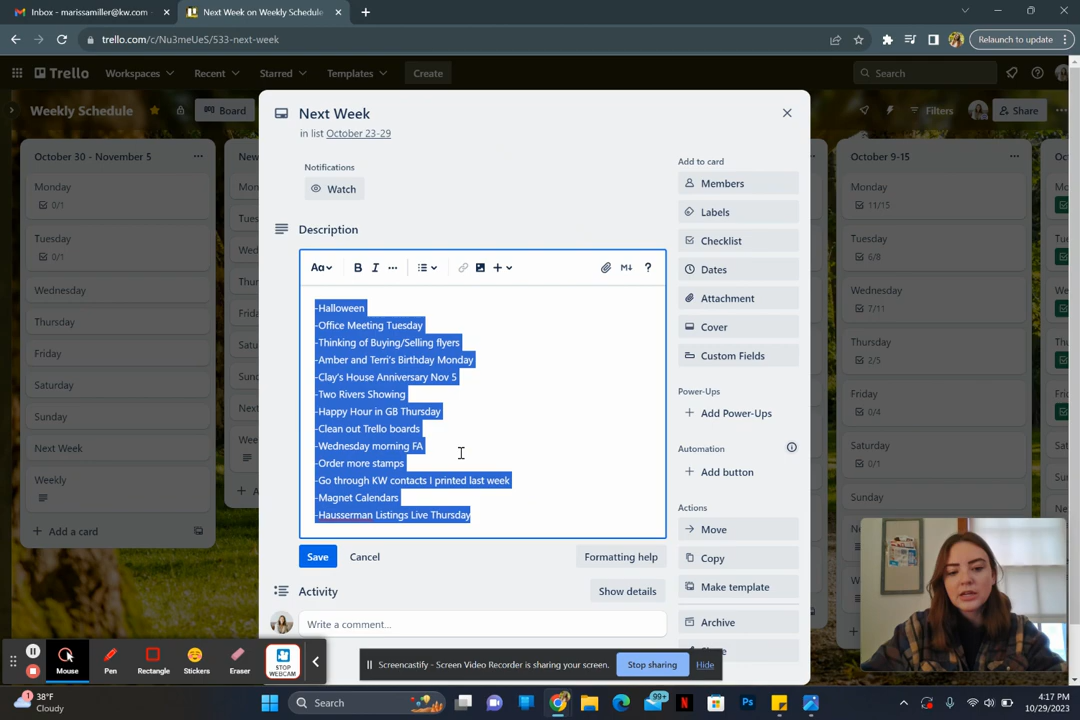 Inbox - marissamiller@kw.com
Next Week on Weekly Schedule
trello.com/c/Nu3meUeS/533-next-week
Relaunch to update
Trello
Workspaces
Recent
Starred
Templates
Create
Search
Weekly Schedule
Board
Filters
Share
October 30 - November 5
Monday
0/1
Tuesday
0/1
Wednesday
Thursday
Friday
Saturday
Sunday
Next Week
Weekly
+ Add a card
Next Week
in list October 23-29
Notifications
Watch
Description
Aa
B
I
M↓
?
-Halloween
-Office Meeting Tuesday
-Thinking of Buying/Selling flyers
-Amber and Terri's Birthday Monday
-Clay's House Anniversary Nov 5
-Two Rivers Showing
-Happy Hour in GB Thursday
-Clean out Trello boards
-Wednesday morning FA
-Order more stamps
-Go through KW contacts I printed last week
-Magnet Calendars
-Hausserman Listings Live Thursday
Save
Cancel
Formatting help
Activity
Show details
Write a comment...
Add to card
Members
Labels
Checklist
Dates
Attachment
Cover
Custom Fields
Power-Ups
+ Add Power-Ups
Automation
+ Add button
Actions
Move
Copy
Make template
Archive
October 9-15
Monday
11/15
Tuesday
6/8
Wednesday
7/11
Thursday
2/5
Friday
0/4
Saturday
0/1
Sunday
Mouse
Pen
Rectangle
Stickers
Eraser
STOP
WEBCAM
Screencastify - Screen Video Recorder is sharing your screen.
Stop sharing
Hide
38°F
Cloudy
Search
99+
4:17 PM
10/29/2023